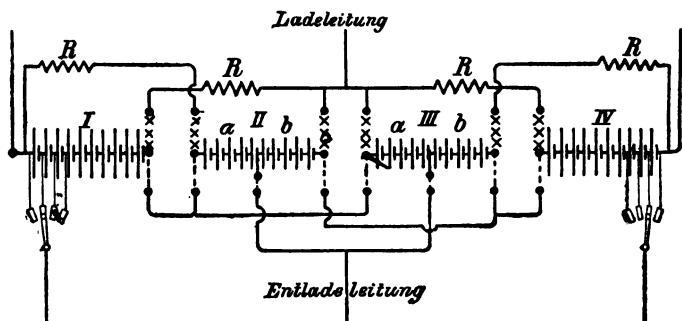 Ladeleitung
R R R R
I a II b a III b IV
Entladeleitung